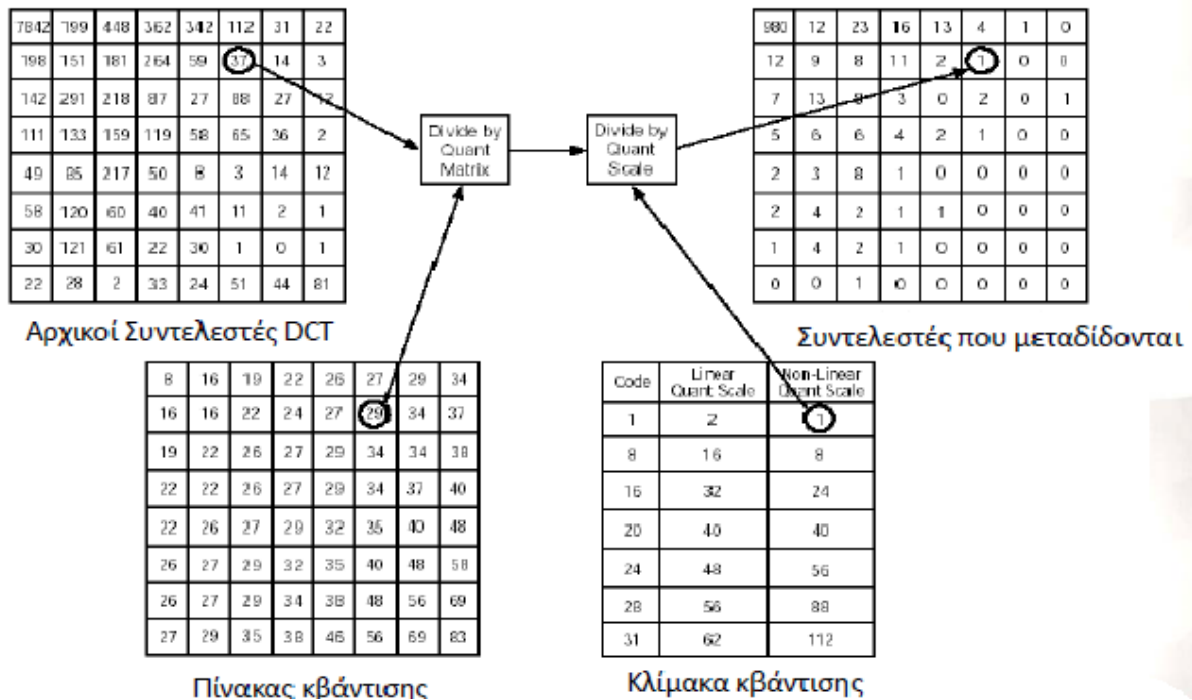 7842 199 448 362 342 112 31 22
198 151 181 264 59 37 14 3
142 291 218 87 27 88 27 12
111 133 159 119 58 65 36 2
49 85 217 50 8 3 14 12
58 120 60 40 41 11 2 1
30 121 61 22 30 1 0 1
22 28 2 33 24 51 44 81
Αρχικοί Συντελεστές DCT
Divide by
Quant
Matrix
Divide by
Quant
Scale
980 12 23 16 13 4 1 0
12 9 8 11 2 1 0 0
7 13 8 3 0 2 0 1
5 6 6 4 2 1 0 0
2 3 8 1 0 0 0 0
2 4 2 1 1 0 0 0
1 4 2 1 0 0 0 0
0 0 1 0 0 0 0 0
Συντελεστές που μεταδίδονται
8 16 19 22 26 27 29 34
16 16 22 24 27 29 34 37
19 22 26 27 29 34 34 38
22 22 26 27 29 34 37 40
22 26 27 29 32 35 40 48
26 27 29 32 35 40 48 58
26 27 29 34 38 48 56 69
27 29 35 38 46 56 69 83
Πίνακας κβάντισης
Code Linear Quant Scale Non-Linear Quant Scale
1 2 1
8 16 8
16 32 24
20 40 40
24 48 56
28 56 88
31 62 112
Κλίμακα κβάντισης